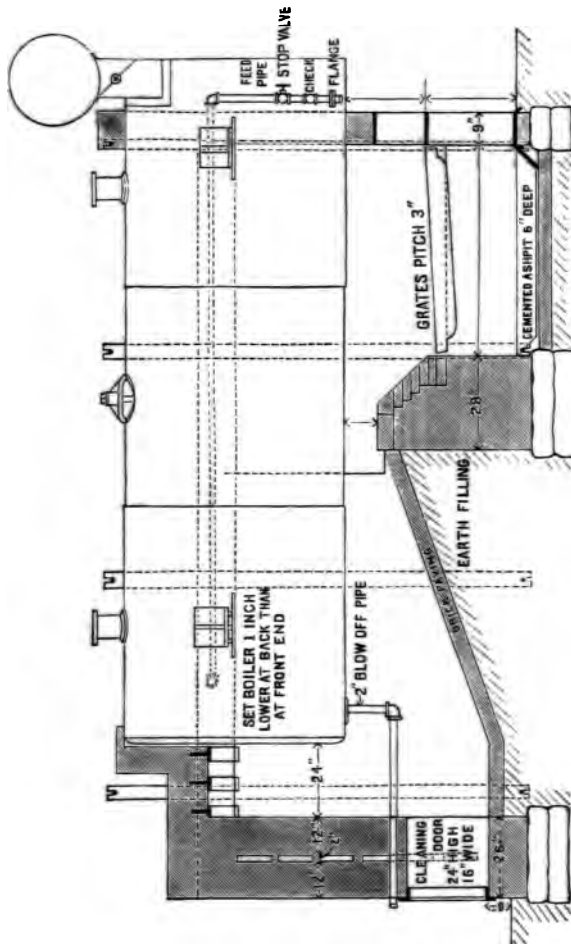 FEED
PIPE
STOP VALVE
CHECK
FLANGE
9"
GRATES PITCH 3"
CEMENTED ASHPIT 6" DEEP
28"
EARTH FILLING
BRICK PAVING
SET BOILER 1 INCH
LOWER AT BACK THAN
AT FRONT END
2" BLOW OFF PIPE
24"
12"
2"
12"
CLEANING
DOOR
24" HIGH
16" WIDE
26"